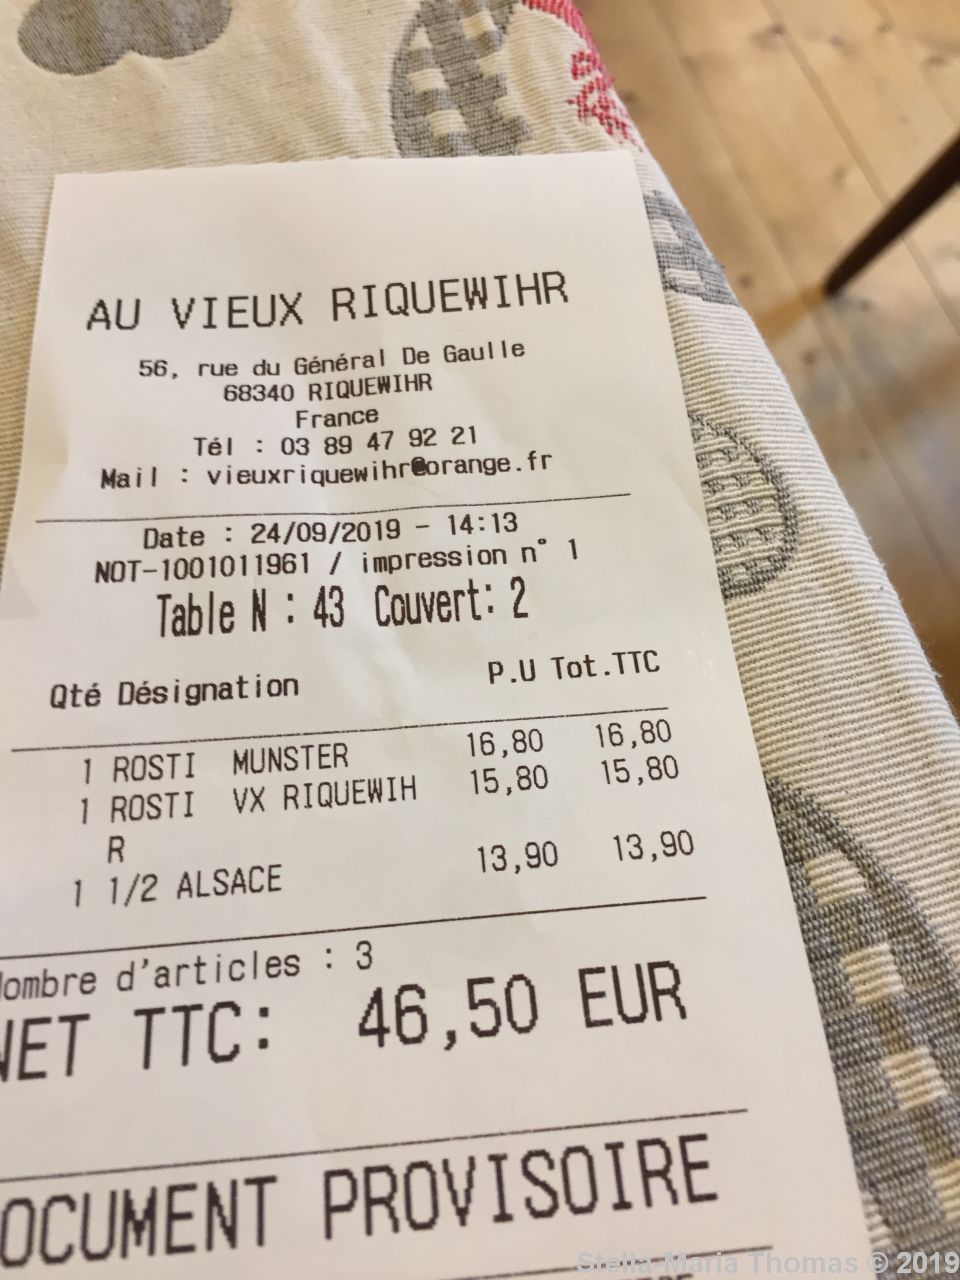 AU VIEUX RIQUEWIHR
56, rue du Général De Gaulle
68340 RIQUEWIHR
France
Tél : 03 89 47 92 21
Mail : vieuxriquewihr@orange.fr
Date : 24/09/2019 - 14:13
NOT-1001011961 / impression n° 1
Table N : 43 Couvert: 2
Qté Désignation P.U Tot.TTC
1 ROSTI MUNSTER 16,80 16,80
1 ROSTI VX RIQUEWIH 15,80 15,80
R
1 1/2 ALSACE 13,90 13,90
Nombre d'articles : 3
NET TTC: 46,50 EUR
DOCUMENT PROVISOIRE
Stella-Maria Thomas © 2019